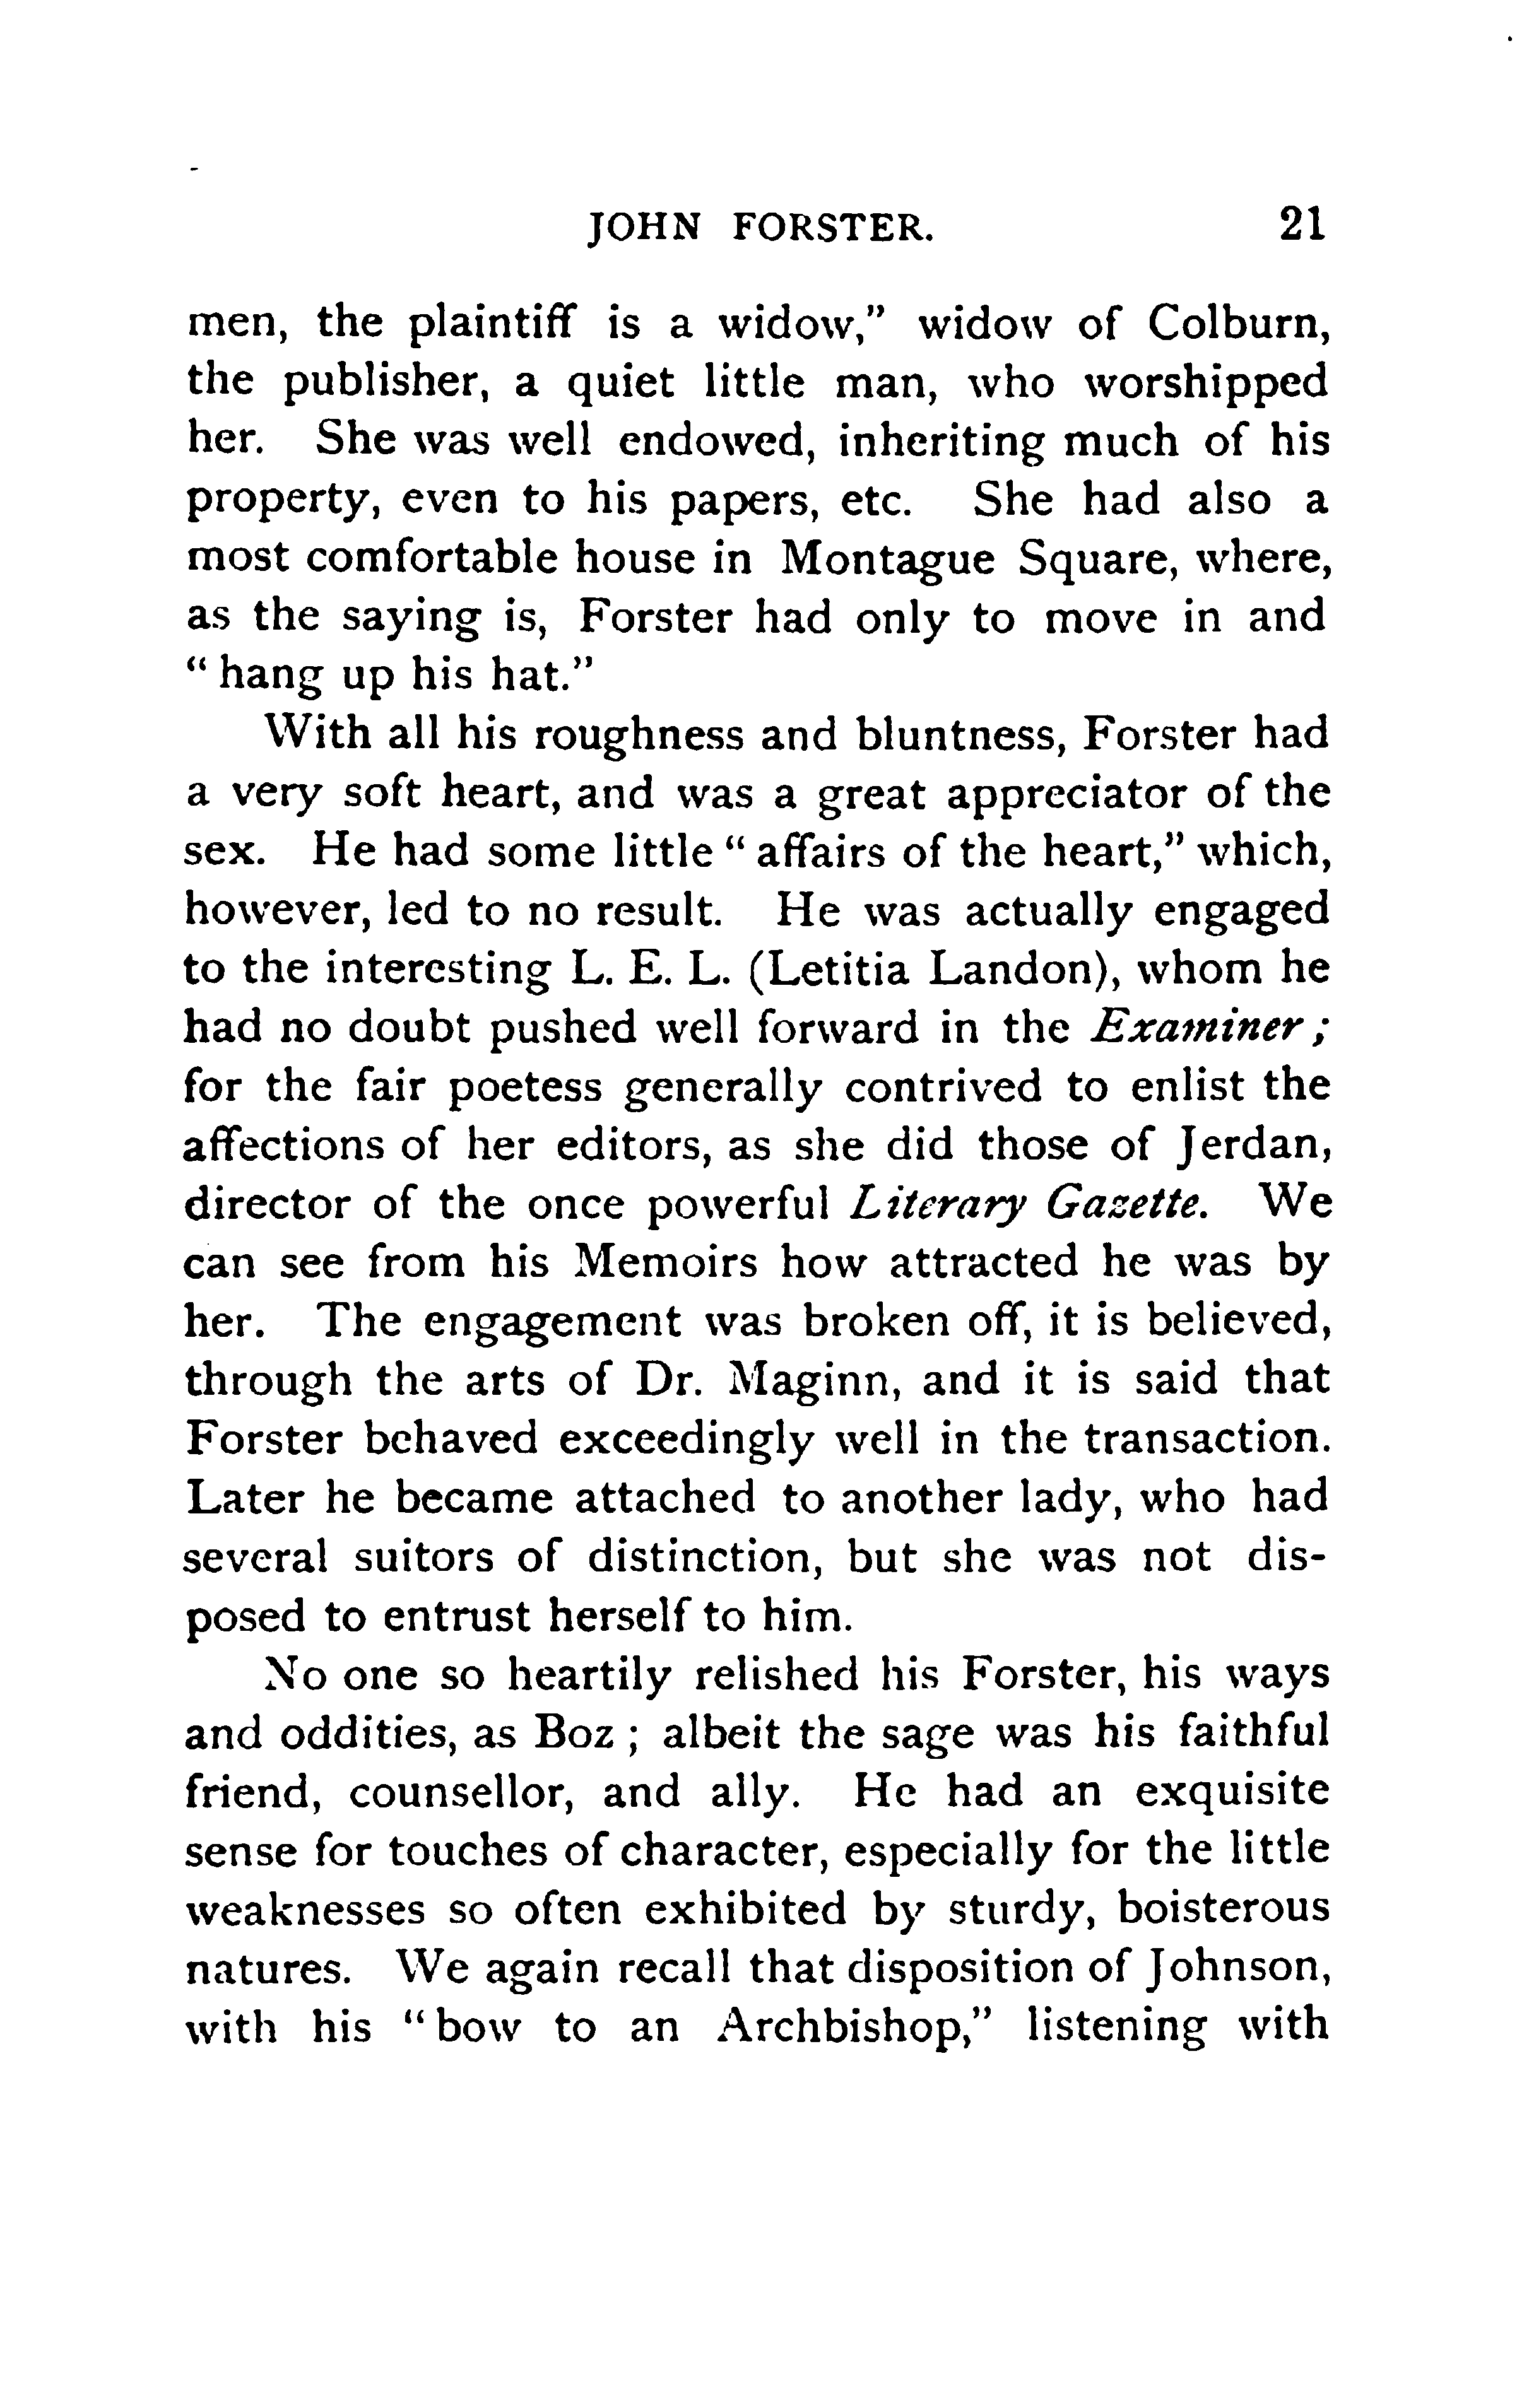 JOHN FORSTER. 21
men, the plaintiff is a widow,” widow of Colburn,
the publisher, a quiet little man, who worshipped
her. She was well endowed, inheriting much of his
property, even to his papers, etc. She had also a
most comfortable house in Montague Square, where,
as the saying is, Forster had only to move in and
“ hang up his hat.”
With all his roughness and bluntness, Forster had
a very soft heart, and was a great appreciator of the
sex. He had some little “ affairs of the heart,” which,
however, led to no result. He was actually engaged
to the interesting L. E. L. (Letitia Landon), whom he
had no doubt pushed well forward in the Examiner ;
for the fair poetess generally contrived to enlist the
affections of her editors, as she did those of Jerdan,
director of the once powerful Literary Gazette. We
can see from his Memoirs how attracted he was by
her. The engagement was broken off, it is believed,
through the arts of Dr. Maginn, and it is said that
Forster behaved exceedingly well in the transaction.
Later he became attached to another lady, who had
several suitors of distinction, but she was not dis-
posed to entrust herself to him.
No one so heartily relished his Forster, his ways
and oddities, as Boz ; albeit the sage was his faithful
friend, counsellor, and ally. He had an exquisite
sense for touches of character, especially for the little
weaknesses so often exhibited by sturdy, boisterous
natures. We again recall that disposition of Johnson,
with his “ bow to an Archbishop,” listening with